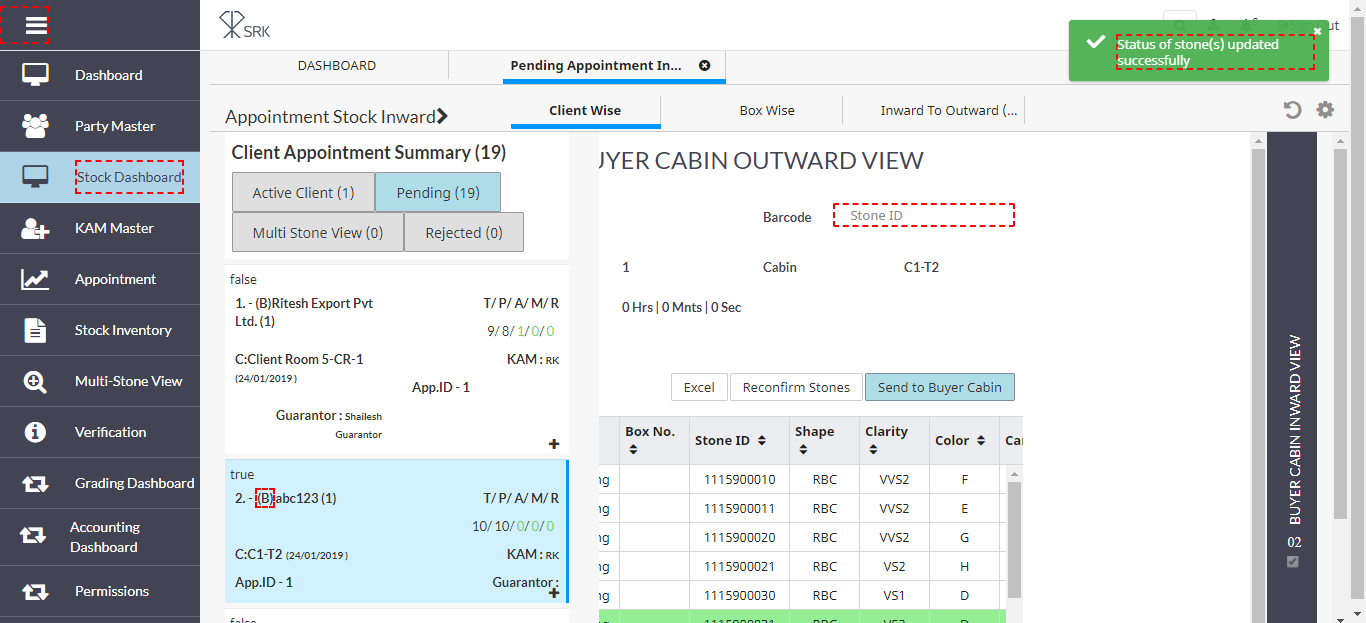 SRK
Sign out
Status of stone(s) updated
successfully
Dashboard
Party Master
Stock Dashboard
KAM Master
Appointment
Stock Inventory
Multi-Stone View
Verification
Grading Dashboard
Accounting
Dashboard
Permissions
DASHBOARD
Pending Appointment In...
Appointment Stock Inward
Client Wise
Box Wise
Inward To Outward (...
Client Appointment Summary (19)
Active Client (1)
Pending (19)
Multi Stone View (0)
Rejected (0)
false
1. - (B)Ritesh Export Pvt
Ltd. (1)
T/ P/ A/ M/ R
9/ 8/ 1/ 0/ 0
C:Client Room 5-CR-1
(24/01/2019 )
KAM : RK
App.ID - 1
Guarantor : Shailesh
Guarantor
true
2. - (B)abc123 (1)
T/ P/ A/ M/ R
10/ 10/ 0/ 0/ 0
C:C1-T2 (24/01/2019 )
KAM : RK
App.ID - 1
Guarantor :
false
UYER CABIN OUTWARD VIEW
Barcode
Stone ID
1
Cabin
C1-T2
0 Hrs | 0 Mnts | 0 Sec
Excel
Reconfirm Stones
Send to Buyer Cabin
Box No.
Stone ID
Shape
Clarity
Color
Ca
ng 1115900010 RBC VVS2 F
ng 1115900011 RBC VVS2 E
ng 1115900020 RBC VVS2 G
ng 1115900021 RBC VS2 H
ng 1115900030 RBC VS1 D
ng 1115900031 RBC VS2 D
BUYER CABIN INWARD VIEW
02